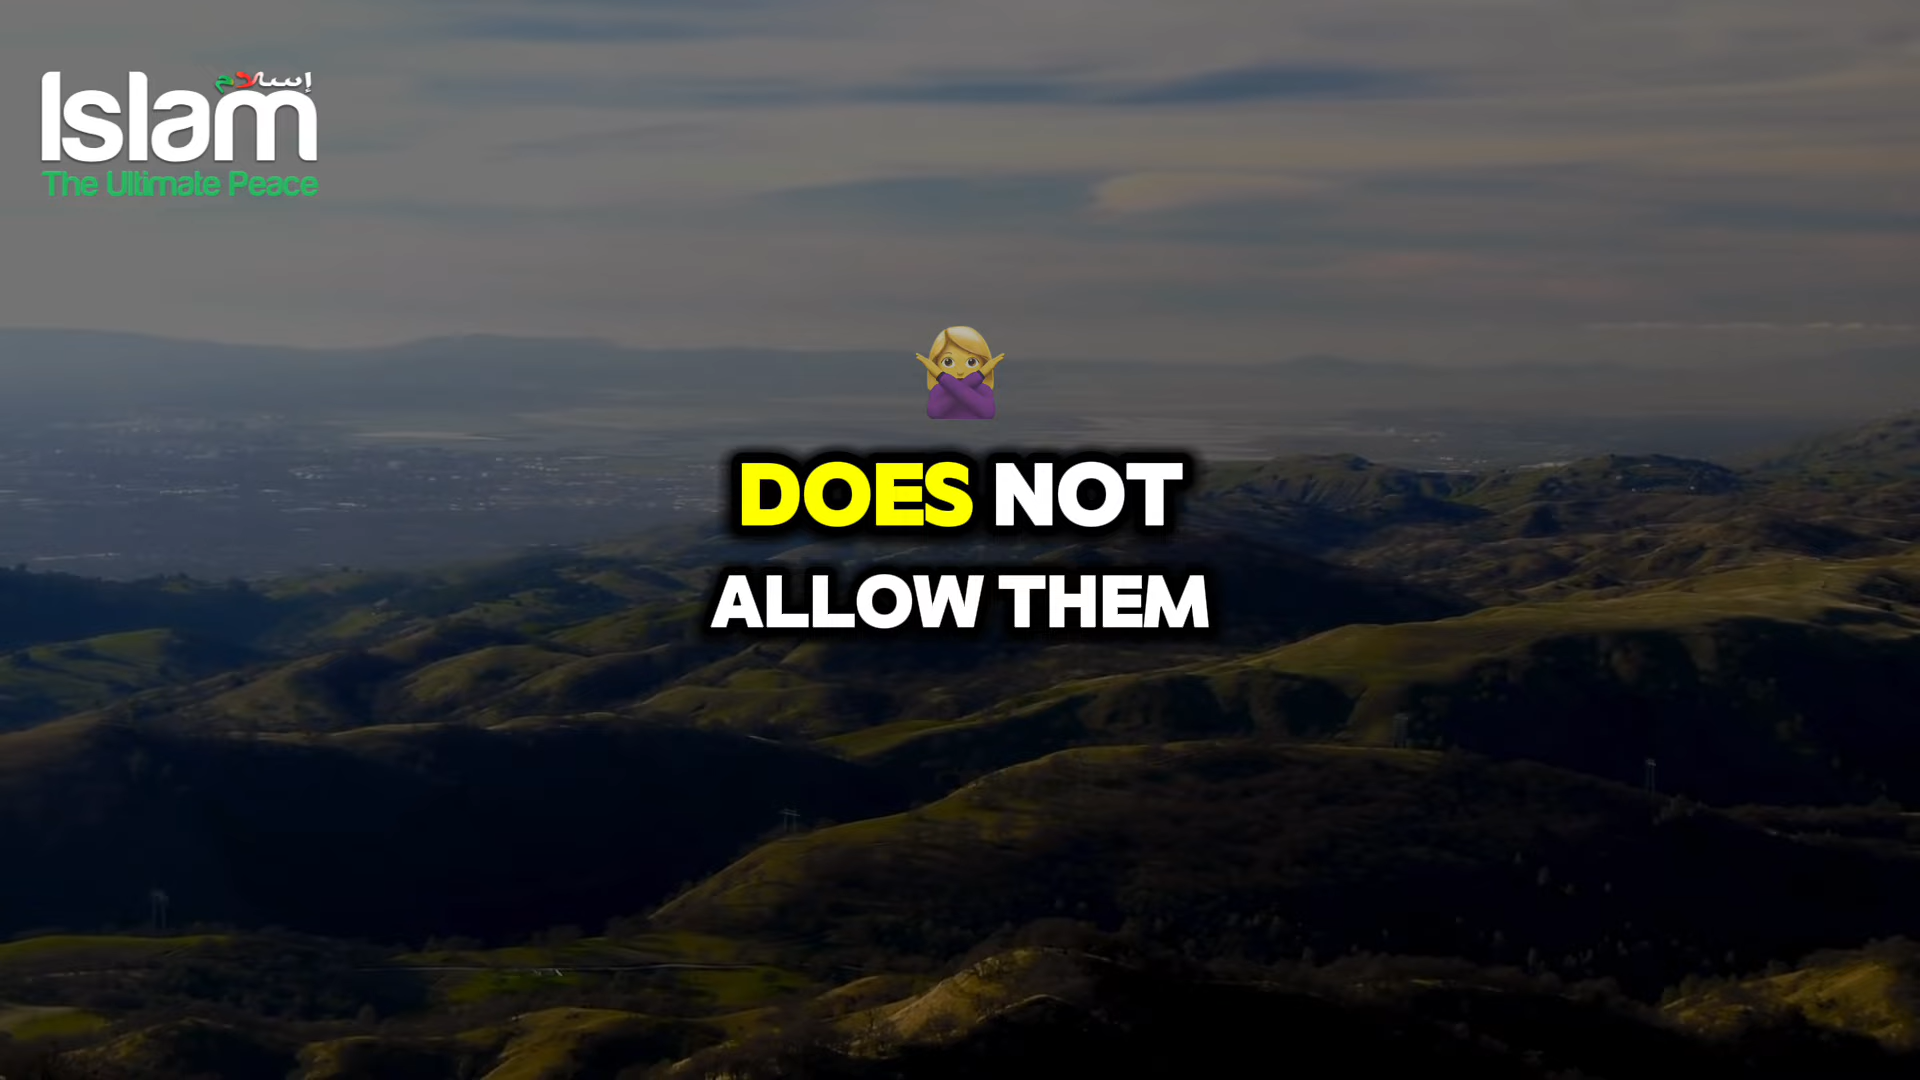 إسلام
Islam
The Ultimate Peace
DOES NOT
ALLOW THEM